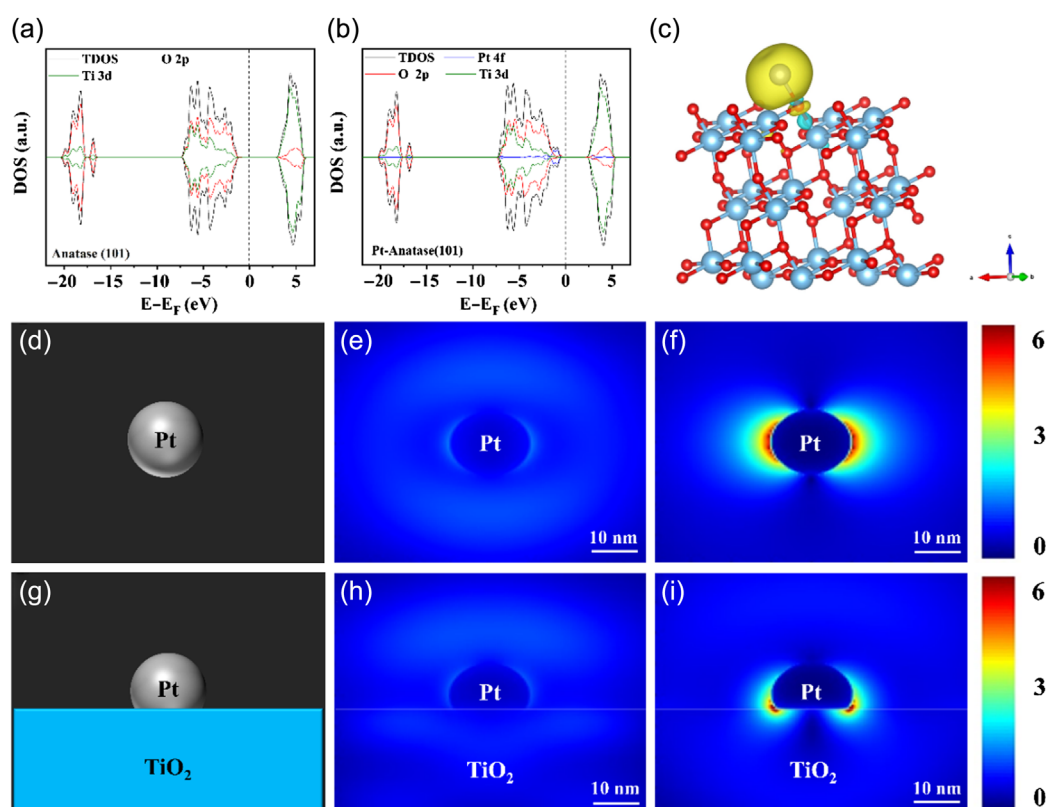 (a)
TDOS O 2p
Ti 3d
DOS (a.u.)
Anatase (101)
−20 −15 −10 −5 0 5
E−E_F (eV)
(b)
TDOS Pt 4f
O 2p Ti 3d
DOS (a.u.)
Pt-Anatase(101)
−20 −15 −10 −5 0 5
E−E_F (eV)
(c)
c
a b
(d)
Pt
(e)
Pt
10 nm
(f)
Pt
10 nm
6
3
0
(g)
Pt
TiO₂
(h)
Pt
TiO₂
10 nm
(i)
Pt
TiO₂
10 nm
6
3
0